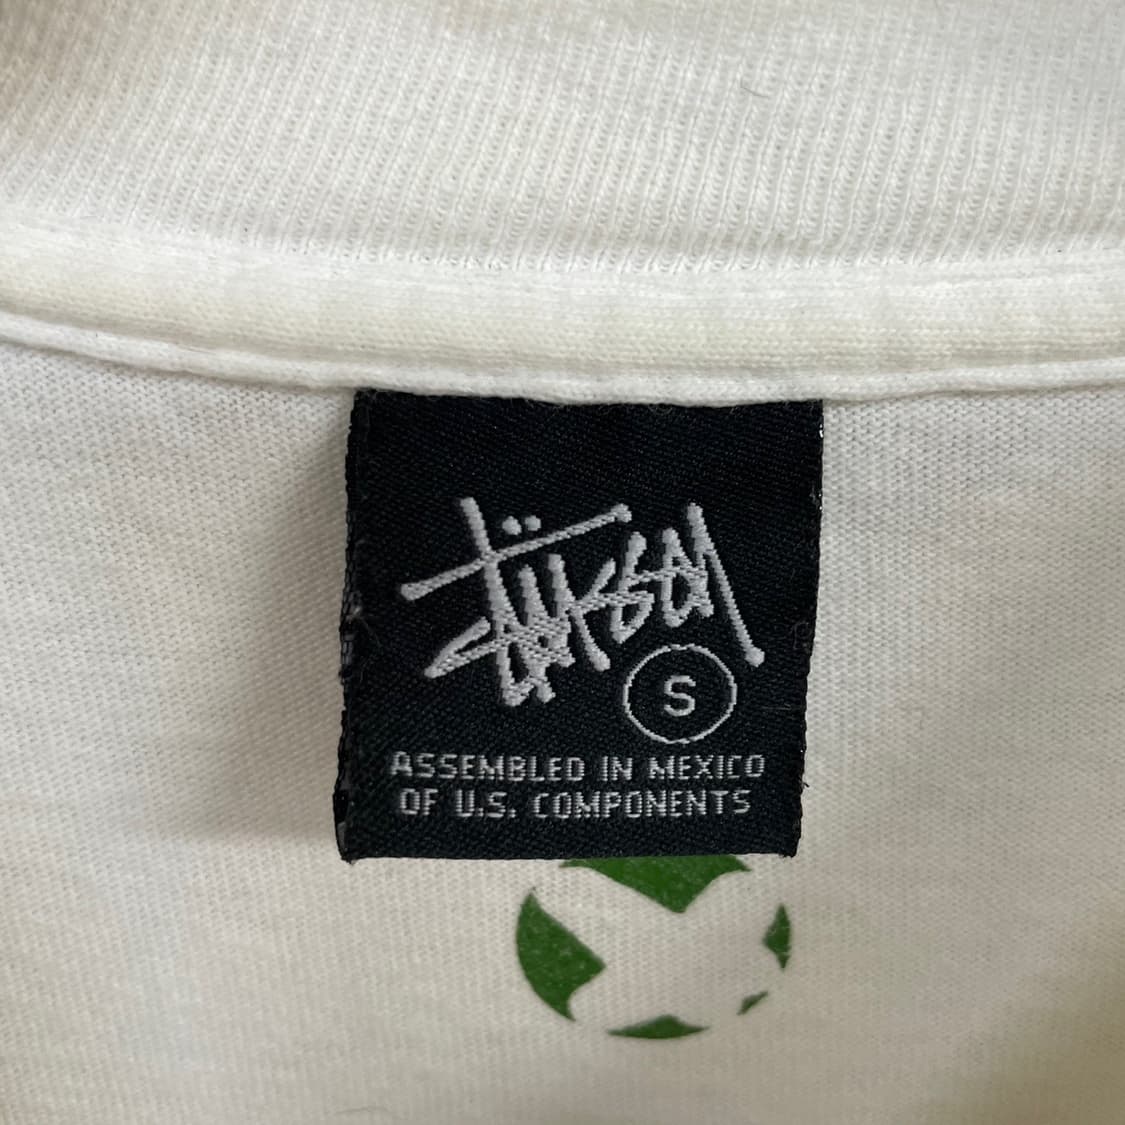 Stüssy
S
ASSEMBLED IN MEXICO
OF U.S. COMPONENTS